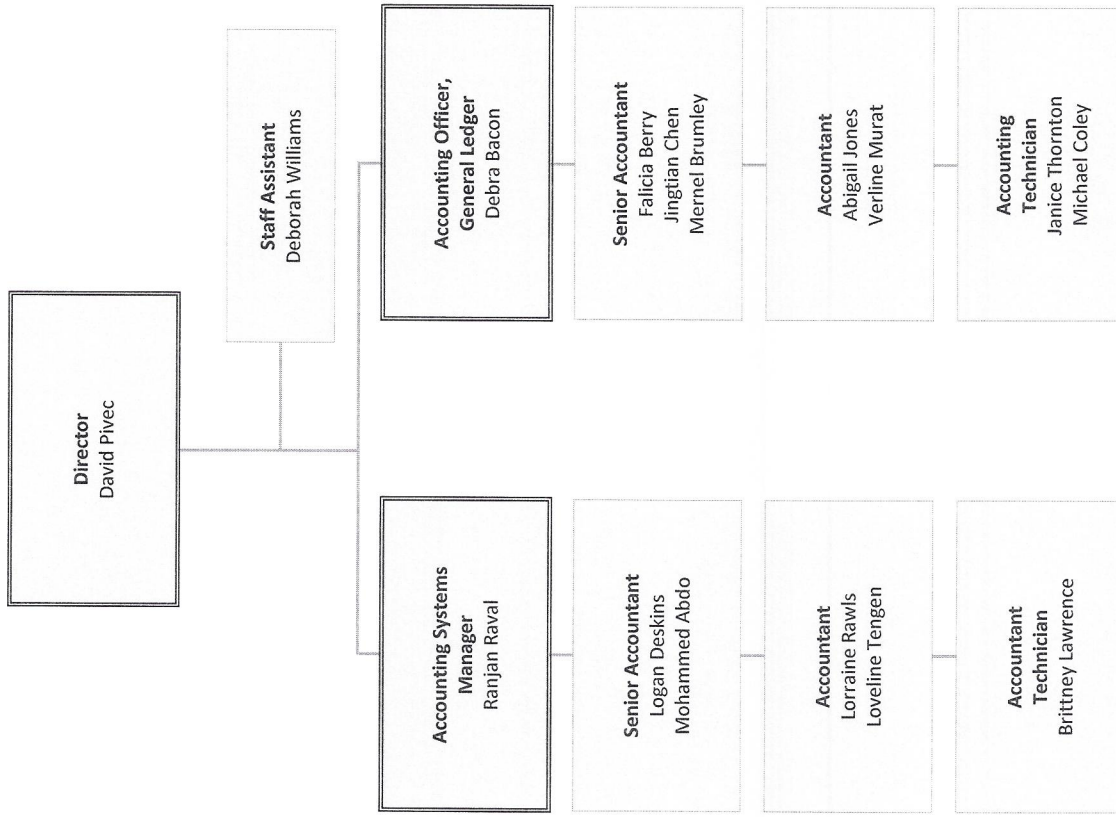 Director
David Pivec
Staff Assistant
Deborah Williams
Accounting Systems
Manager
Ranjan Raval
Senior Accountant
Logan Deskins
Mohammed Abdo
Accountant
Lorraine Rawls
Loveline Tengen
Accountant
Technician
Brittney Lawrence
Accounting Officer,
General Ledger
Debra Bacon
Senior Accountant
Falicia Berry
Jingtian Chen
Mernel Brumley
Accountant
Abigail Jones
Verline Murat
Accounting
Technician
Janice Thornton
Michael Coley